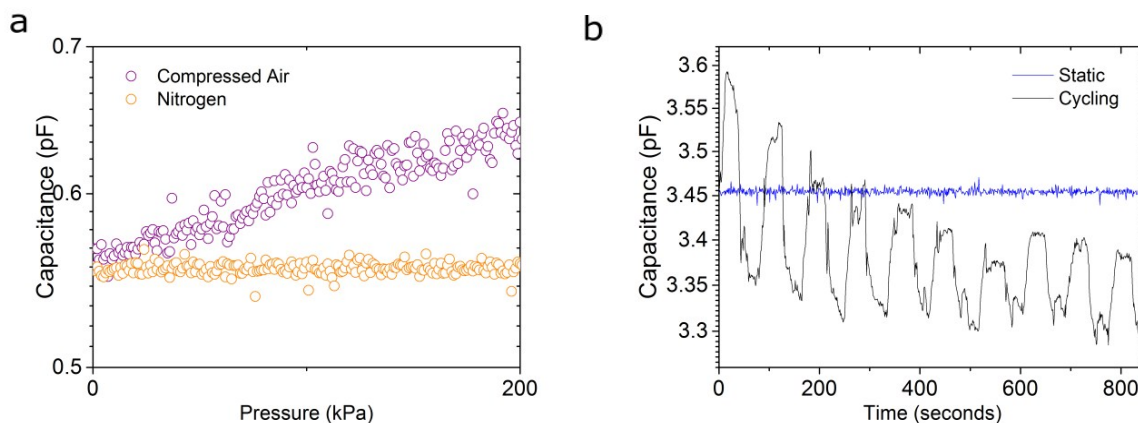 a
0.7
Compressed Air
Nitrogen
Capacitance (pF)
0.6
0.5
0
200
Pressure (kPa)
b
3.6
Static
Cycling
3.55
3.5
Capacitance (pF)
3.45
3.4
3.35
3.3
0
200
400
600
800
Time (seconds)